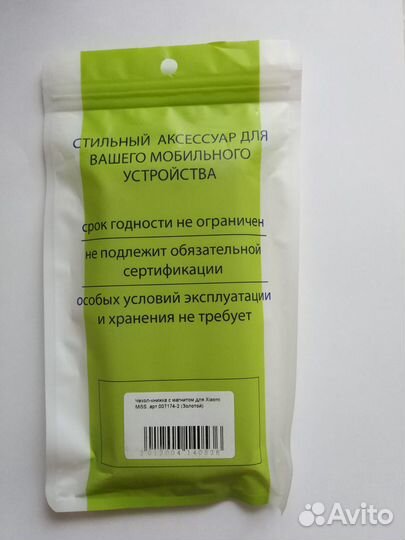 СТИЛЬНЫЙ АКСЕССУАР ДЛЯ
ВАШЕГО МОБИЛЬНОГО
УСТРОЙСТВА
срок годности не ограничен
не подлежит обязательной
сертификации
особых условий эксплуатации
и хранения не требует
Чехол-книжка с магнитом для Xiaomi
Mi5S арт.007174-3 (Золотой)
Avito